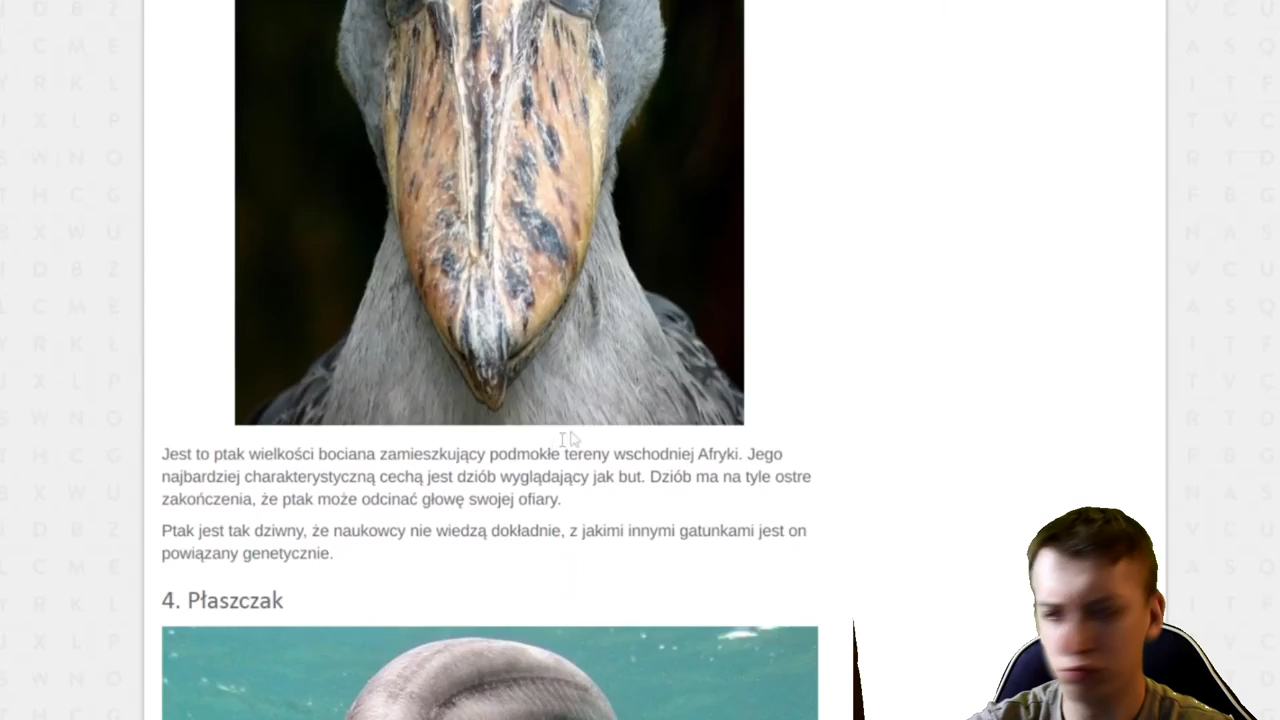 Jest to ptak wielkości bociana zamieszkujący podmokłe tereny wschodniej Afryki. Jego
najbardziej charakterystyczną cechą jest dziób wyglądający jak but. Dziób ma na tyle ostre
zakończenia, że ptak może odcinać głowę swojej ofiary.
Ptak jest tak dziwny, że naukowcy nie wiedzą dokładnie, z jakimi innymi gatunkami jest on
powiązany genetycznie.
4. Płaszczak